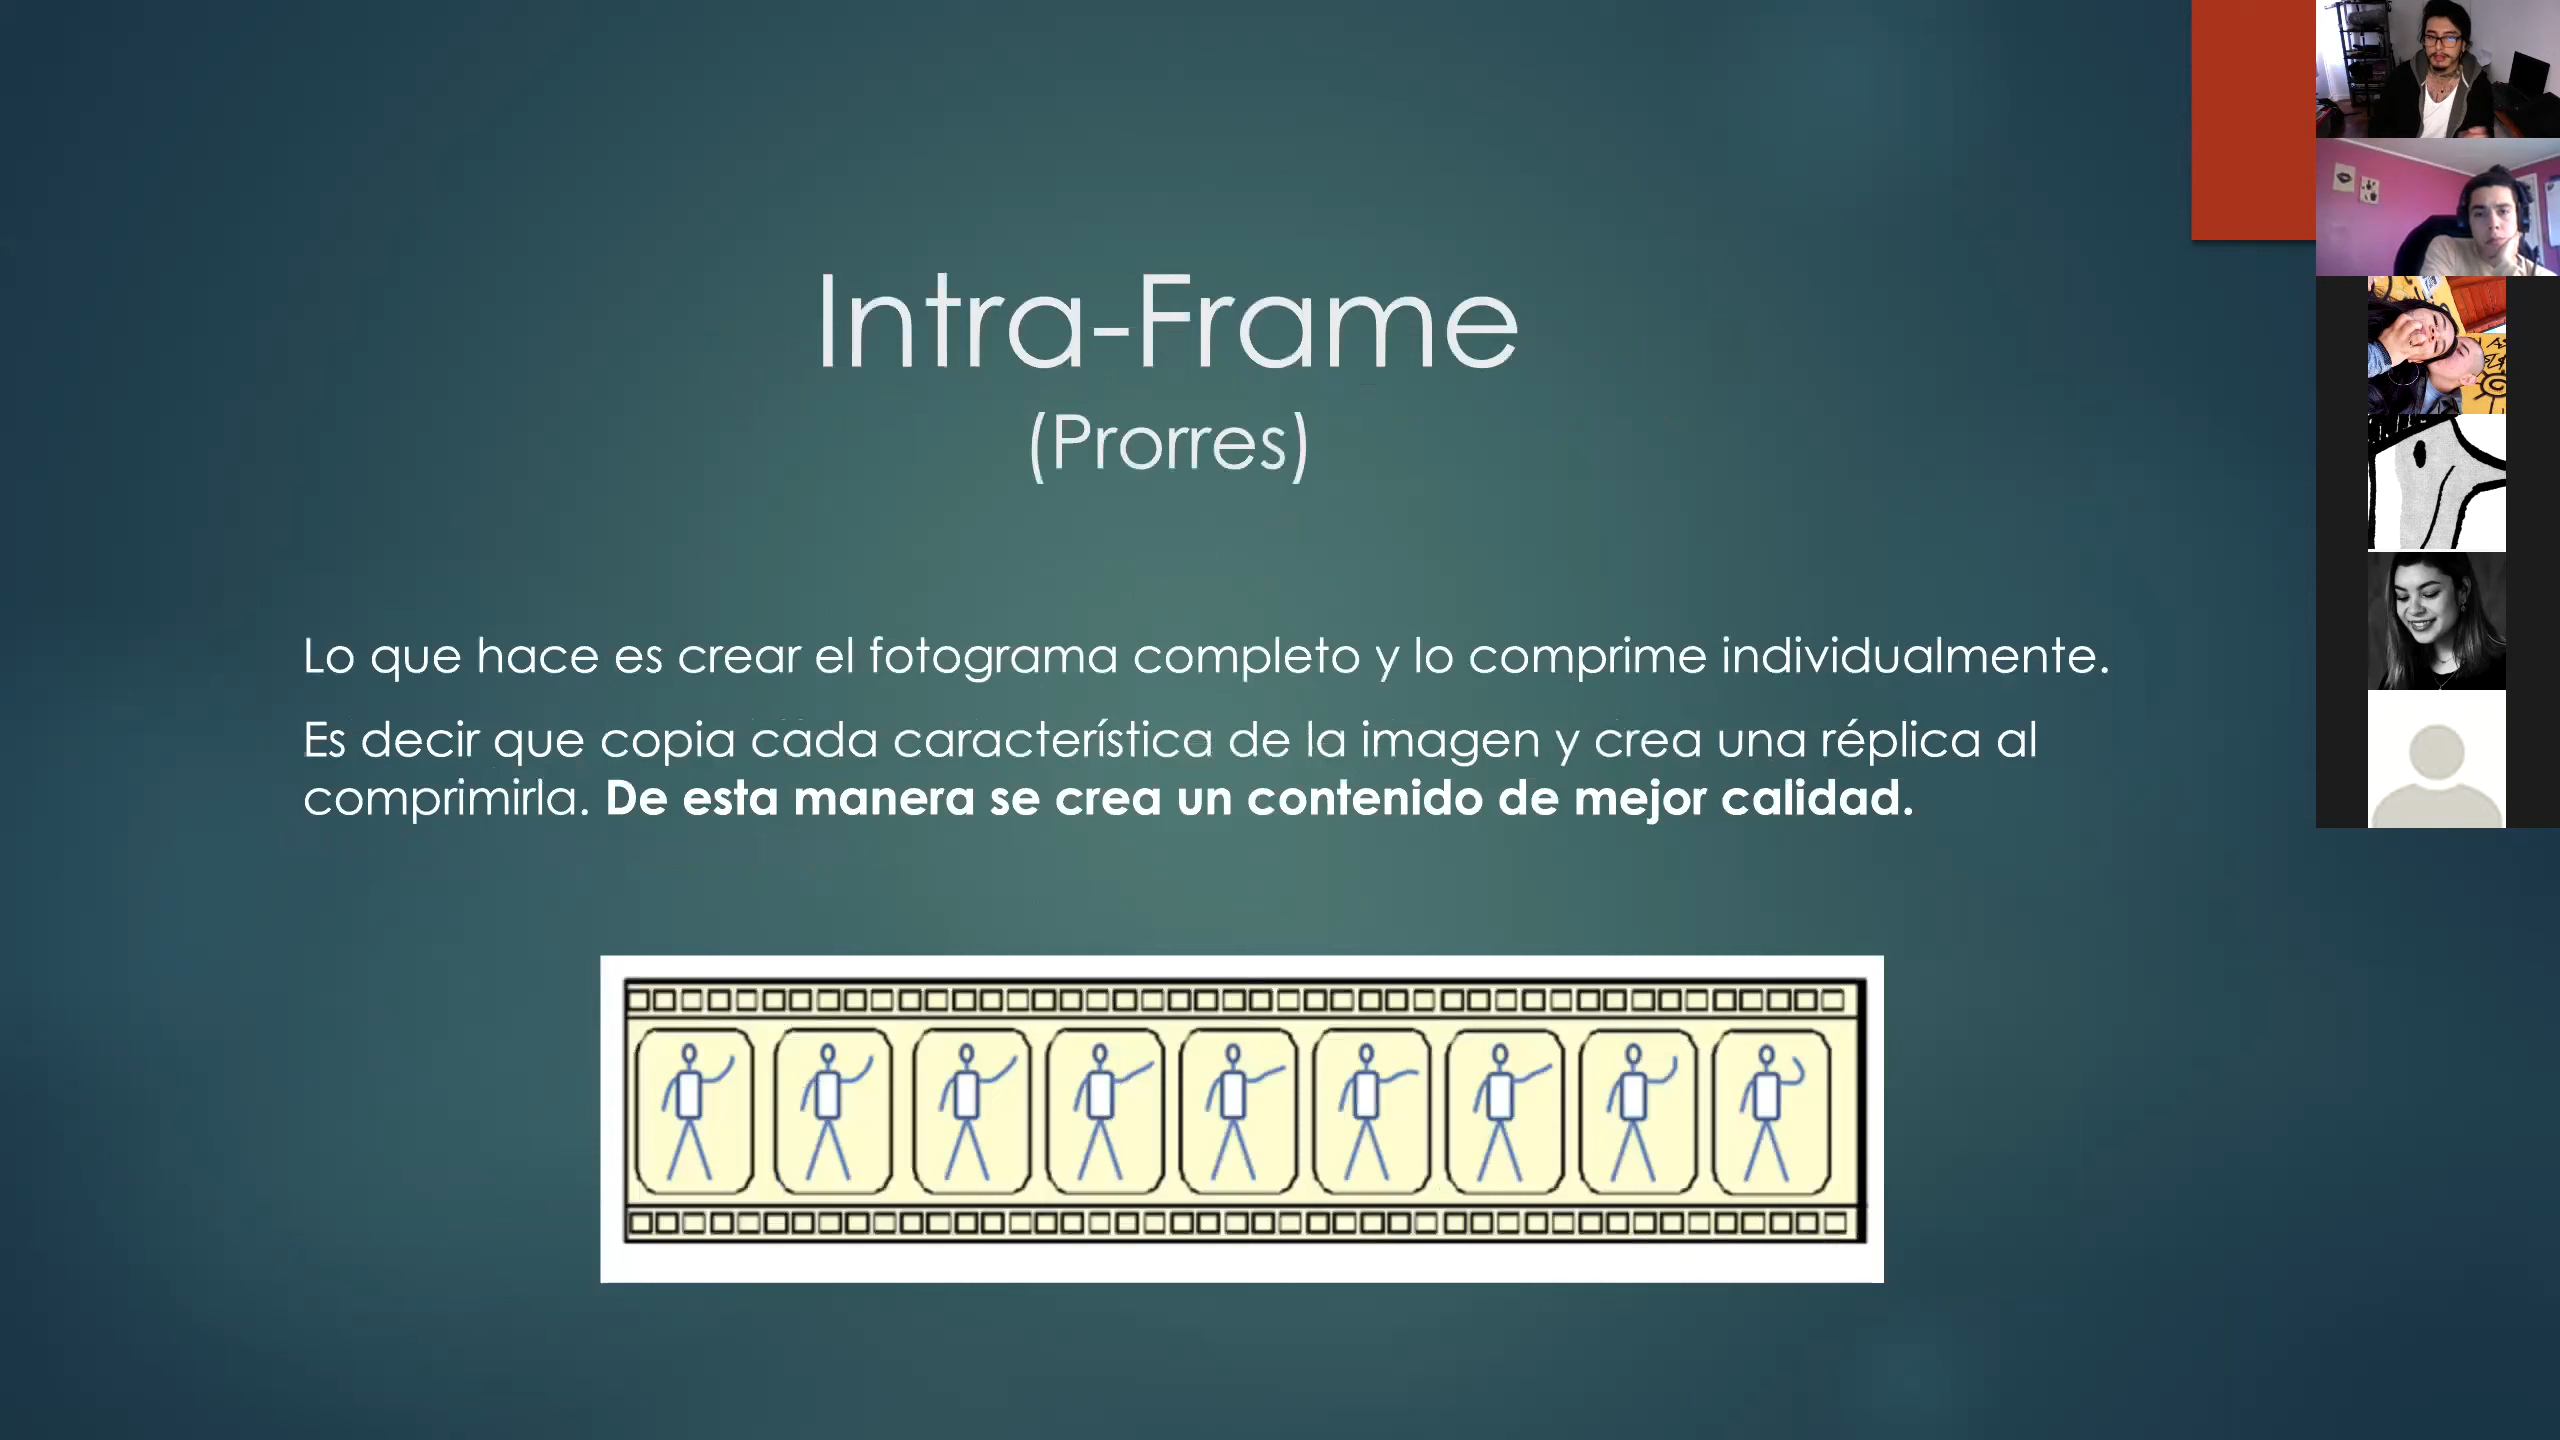 Intra-Frame
(Prorres)
Lo que hace es crear el fotograma completo y lo comprime individualmente.
Es decir que copia cada característica de la imagen y crea una réplica al
comprimirla. De esta manera se crea un contenido de mejor calidad.